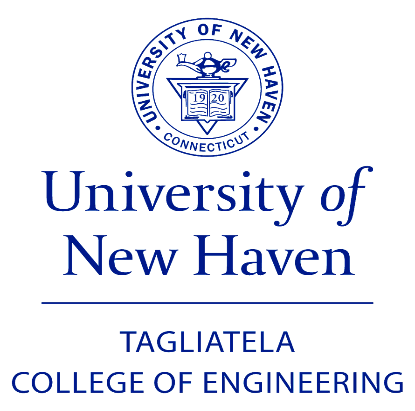 UNIVERSITY OF NEW HAVEN
1920
CONNECTICUT
University of
New Haven
TAGLIATELA
COLLEGE OF ENGINEERING